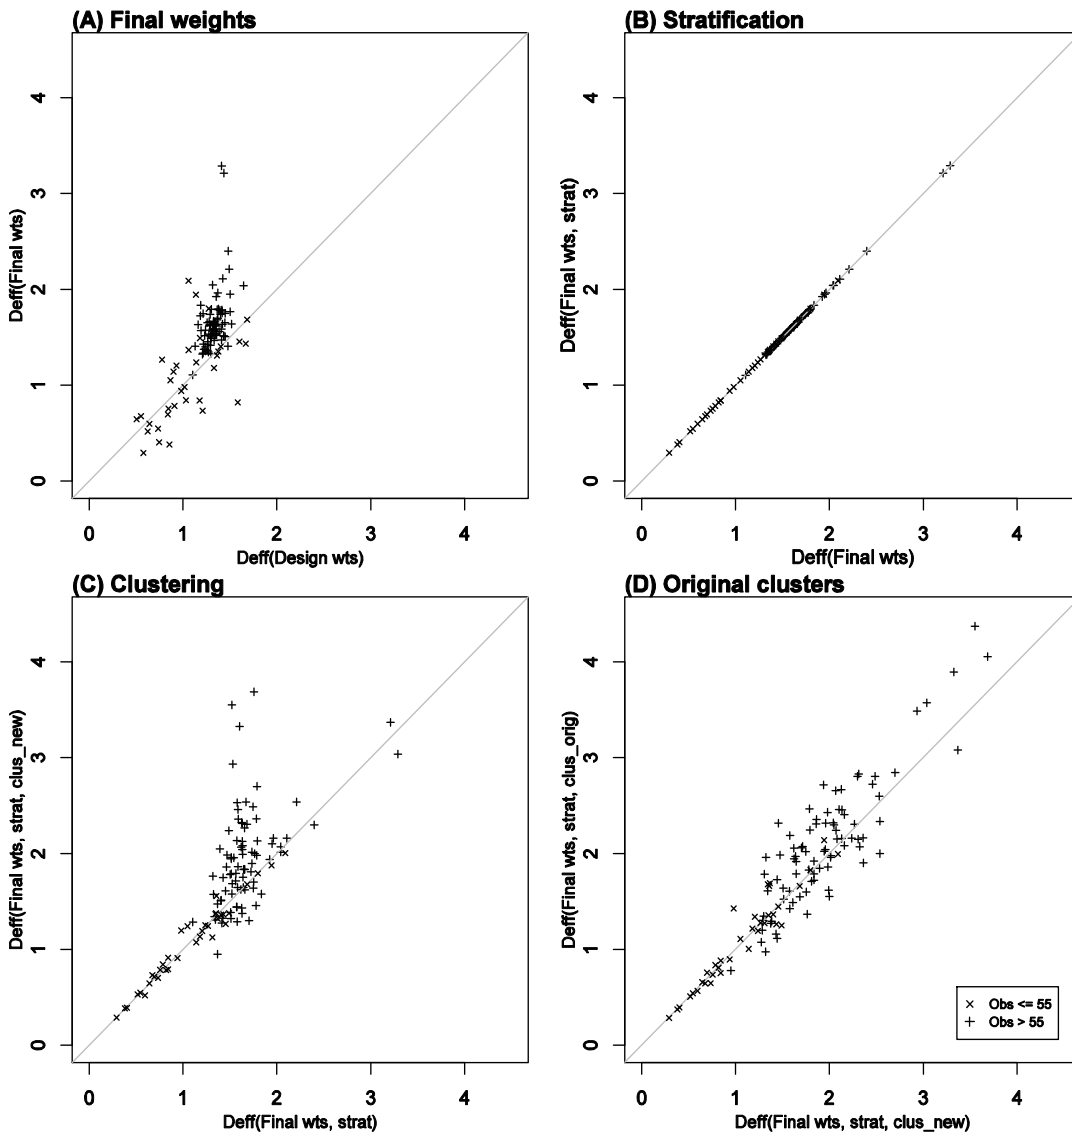 (A) Final weights
Deff(Final wts)
4
3
2
1
0
0 1 2 3 4
Deff(Design wts)
(B) Stratification
Deff(Final wts, strat)
4
3
2
1
0
0 1 2 3 4
Deff(Final wts)
(C) Clustering
Deff(Final wts, strat, clus_new)
4
3
2
1
0
0 1 2 3 4
Deff(Final wts, strat)
(D) Original clusters
Deff(Final wts, strat, clus_orig)
4
3
2
1
0
Obs <= 55
Obs > 55
0 1 2 3 4
Deff(Final wts, strat, clus_new)